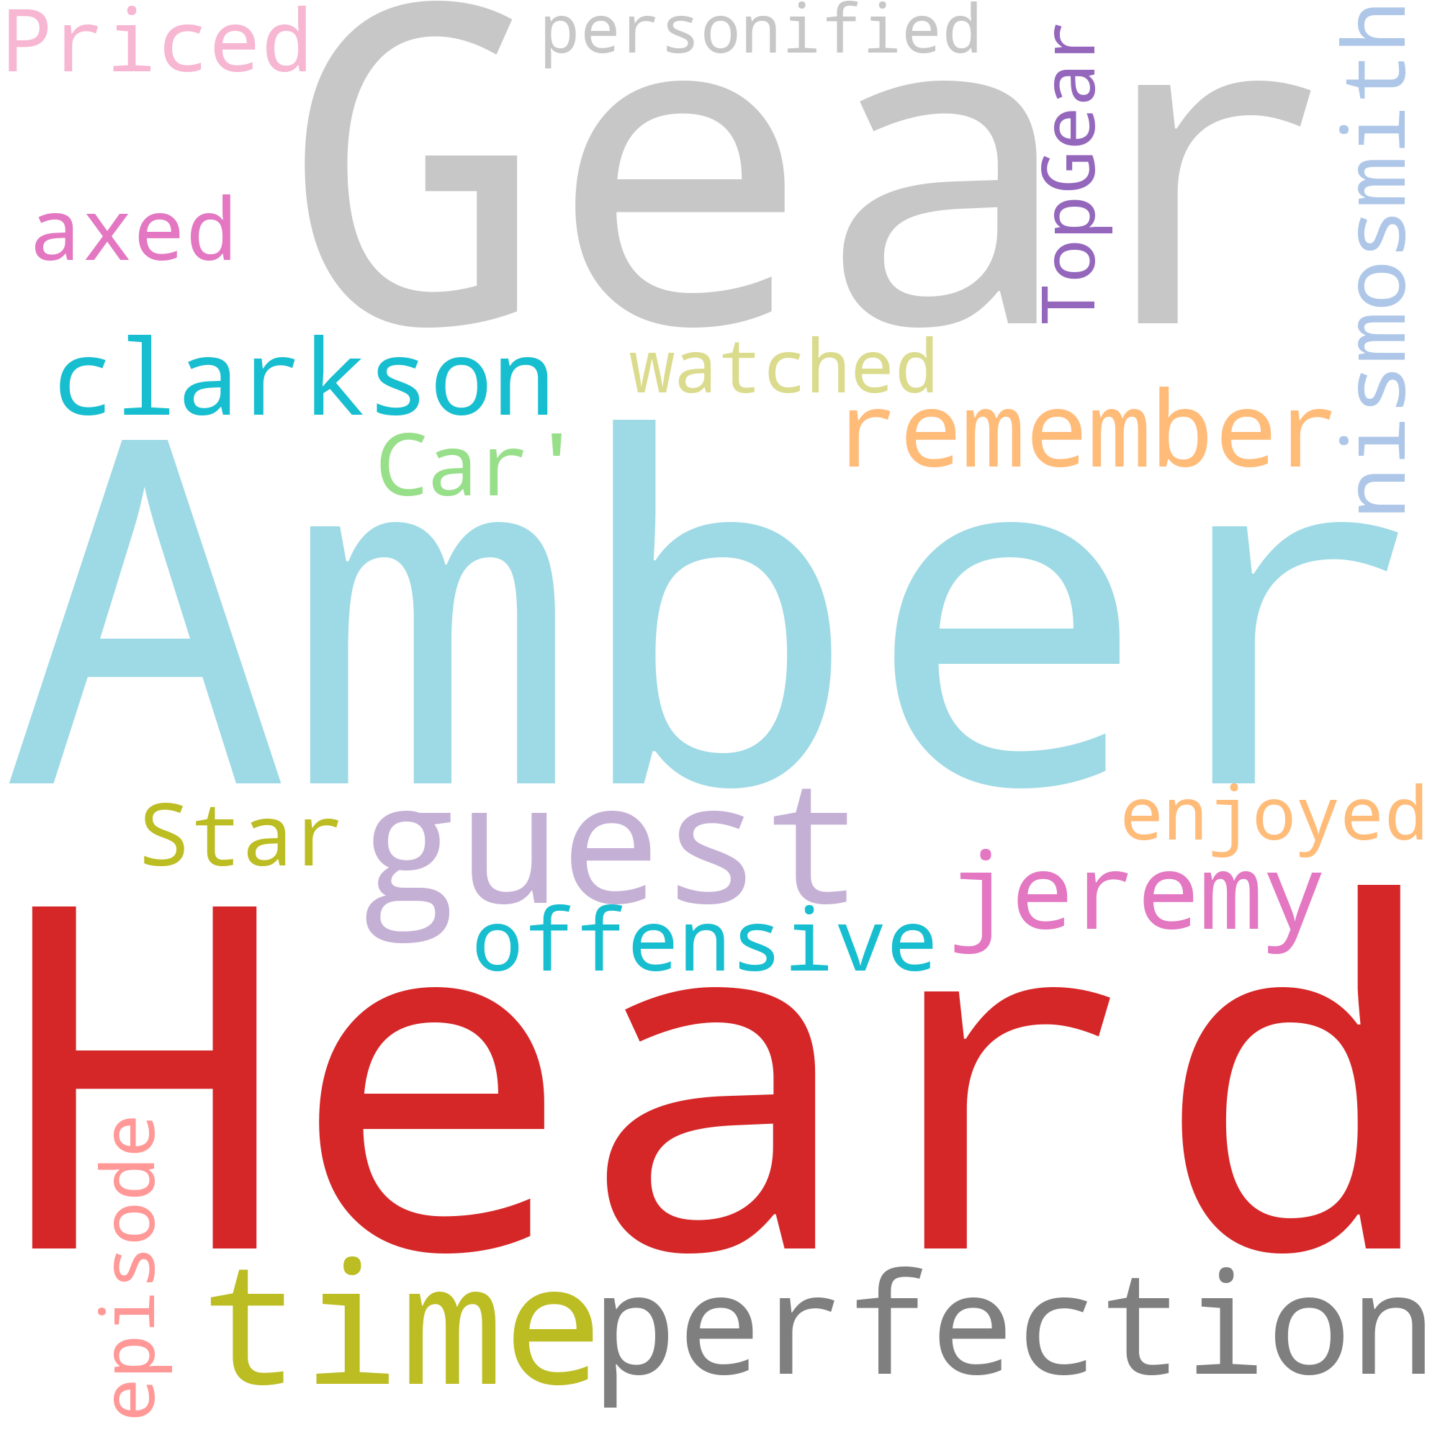 Priced
personified
Gear
TopGear
nismosmith
axed
clarkson
watched
remember
Car'
Amber
Star
guest
enjoyed
jeremy
offensive
Heard
episode
time
perfection